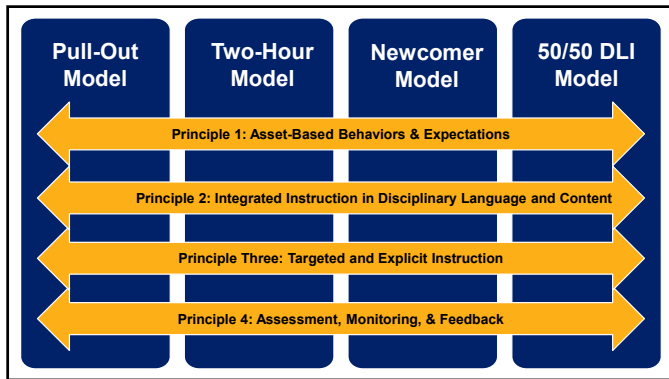 Pull-Out
Model
Two-Hour
Model
Newcomer
Model
50/50 DLI
Model
Principle 1: Asset-Based Behaviors & Expectations
Principle 2: Integrated Instruction in Disciplinary Language and Content
Principle Three: Targeted and Explicit Instruction
Principle 4: Assessment, Monitoring, & Feedback